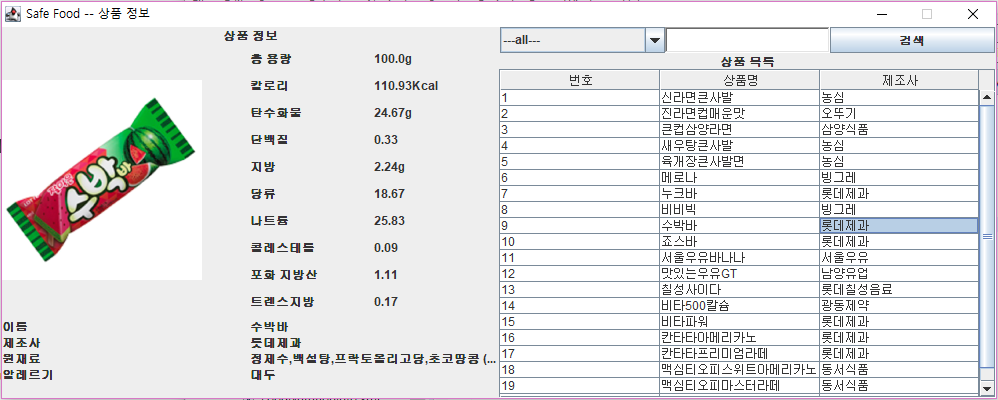 Safe Food -- 상품 정보
상품 정보
총 용량 100.0g
칼로리 110.93Kcal
탄수화물 24.67g
단백질 0.33
지방 2.24g
당류 18.67
나트륨 25.83
콜레스테롤 0.09
포화 지방산 1.11
트랜스지방 0.17
수박바
이름 수박바
제조사 롯데제과
원재료 정제수,백설탕,프락토올리고당,초코땅콩 (...
알레르기 대두
---all--- 검색
상품 목록
번호 상품명 제조사
1 신라면큰사발 농심
2 진라면컵매운맛 오뚜기
3 큰컵삼양라면 삼양식품
4 새우탕큰사발 농심
5 육개장큰사발면 농심
6 메로나 빙그레
7 누크바 롯데제과
8 비비빅 빙그레
9 수박바 롯데제과
10 죠스바 롯데제과
11 서울우유바나나 서울우유
12 맛있는우유GT 남양유업
13 칠성사이다 롯데칠성음료
14 비타500칼슘 광동제약
15 비타파워 롯데제과
16 칸타타아메리카노 롯데제과
17 칸타타프리미엄라떼 롯데제과
18 맥심티오피스위트아메리카노 동서식품
19 맥심티오피마스터라떼 동서식품